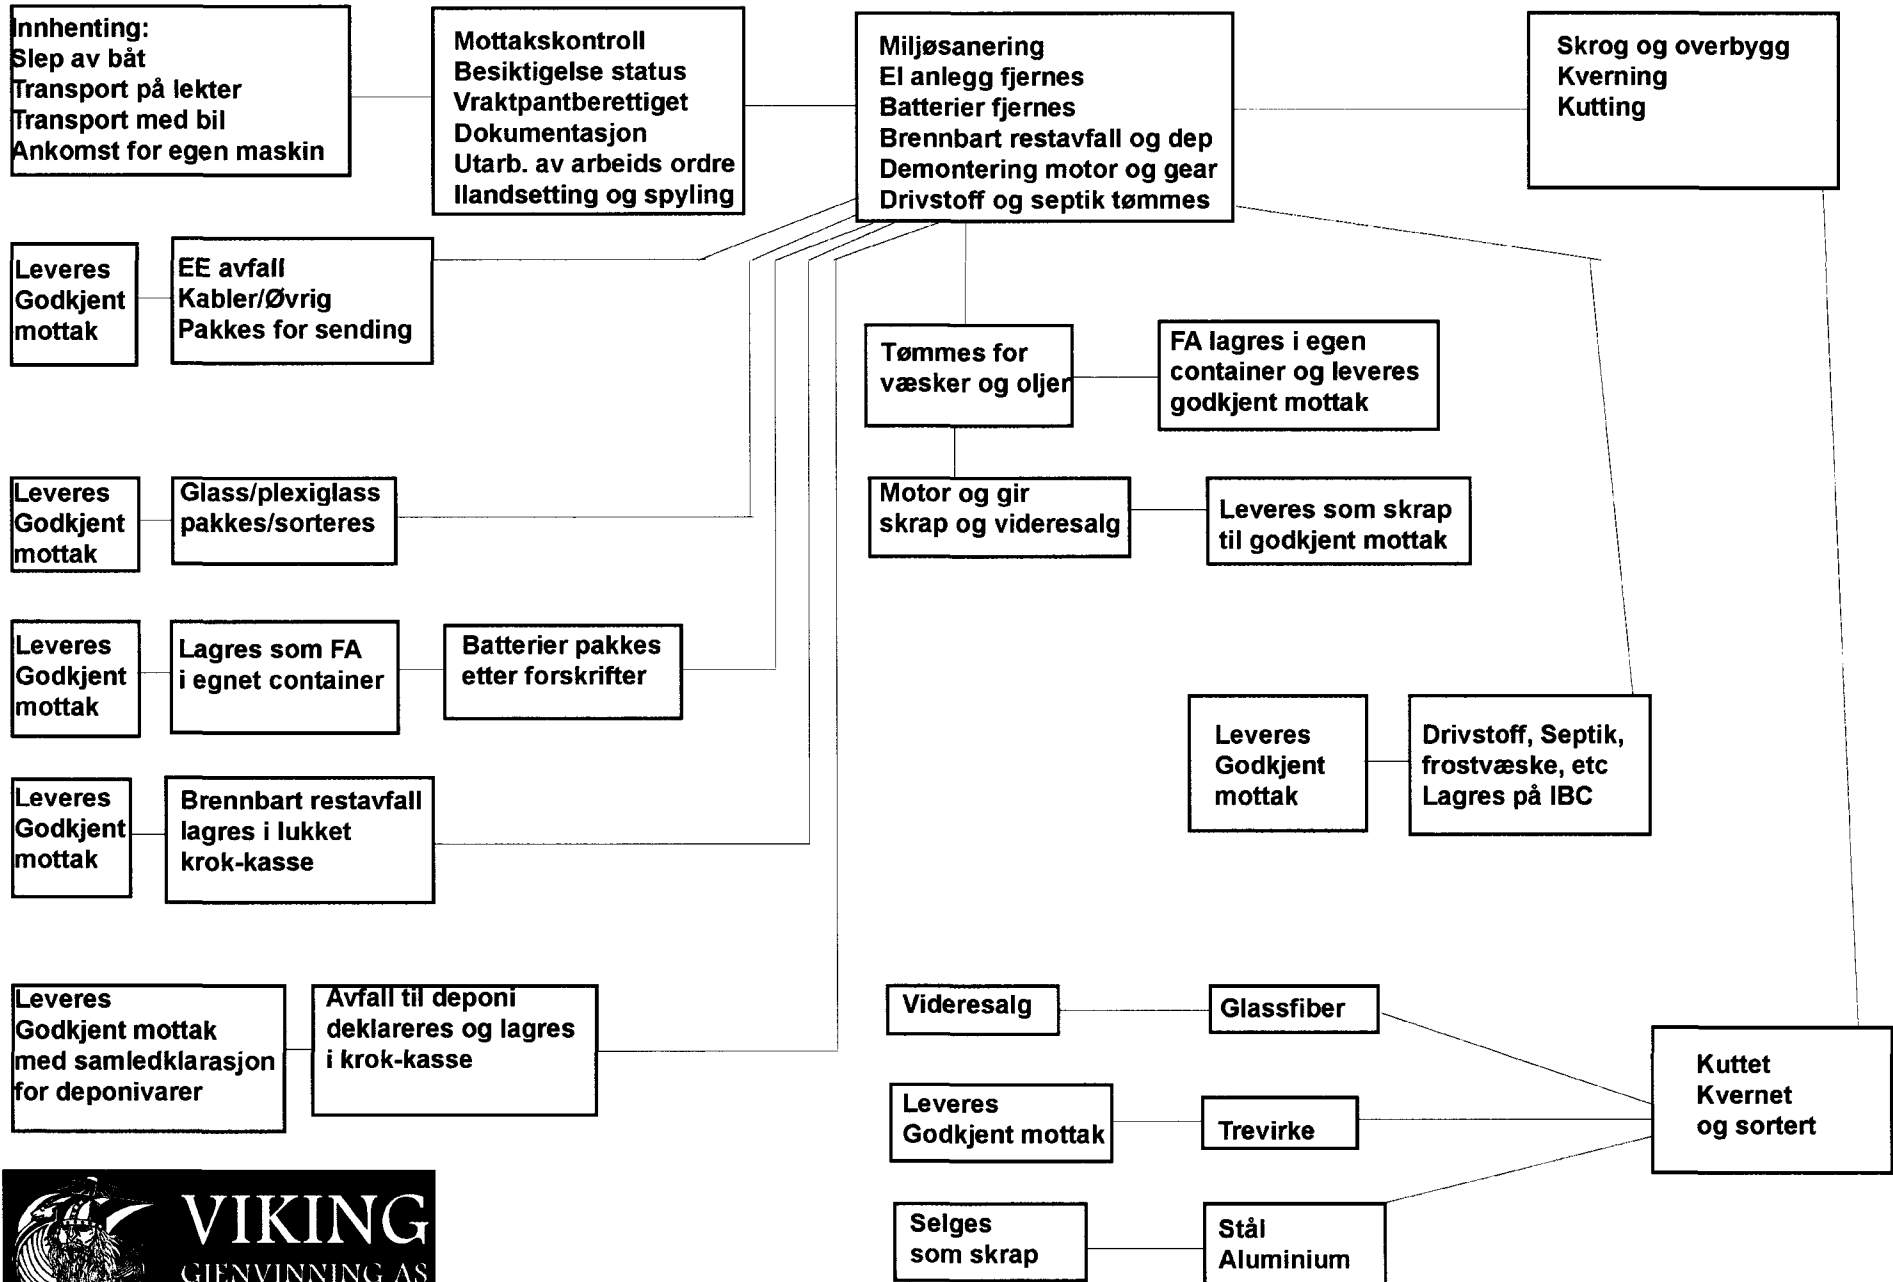 Innhenting:
Slep av båt
Transport på lekter
Transport med bil
Ankomst for egen maskin
Mottakskontroll
Besiktigelse status
Vraktpantberettiget
Dokumentasjon
Utarb. av arbeids ordre
Ilandsetting og spyling
Miljøsanering
El anlegg fjernes
Batterier fjernes
Brennbart restavfall og dep
Demontering motor og gear
Drivstoff og septik tømmes
Skrog og overbygg
Kverning
Kutting
Leveres
Godkjent
mottak
EE avfall
Kabler/Øvrig
Pakkes for sending
Tømmes for
væsker og oljer
FA lagres i egen
container og leveres
godkjent mottak
Leveres
Godkjent
mottak
Glass/plexiglass
pakkes/sorteres
Motor og gir
skrap og videresalg
Leveres som skrap
til godkjent mottak
Leveres
Godkjent
mottak
Lagres som FA
i egnet container
Batterier pakkes
etter forskrifter
Leveres
Godkjent
mottak
Drivstoff, Septik,
frostvæske, etc
Lagres på IBC
Leveres
Godkjent
mottak
Brennbart restavfall
lagres i lukket
krok-kasse
Leveres
Godkjent mottak
med samledklarasjon
for deponivarer
Avfall til deponi
deklareres og lagres
i krok-kasse
Videresalg
Glassfiber
Kuttet
Kvernet
og sortert
Leveres
Godkjent mottak
Trevirke
Selges
som skrap
Stål
Aluminium
VIKING
GJENVINNING AS